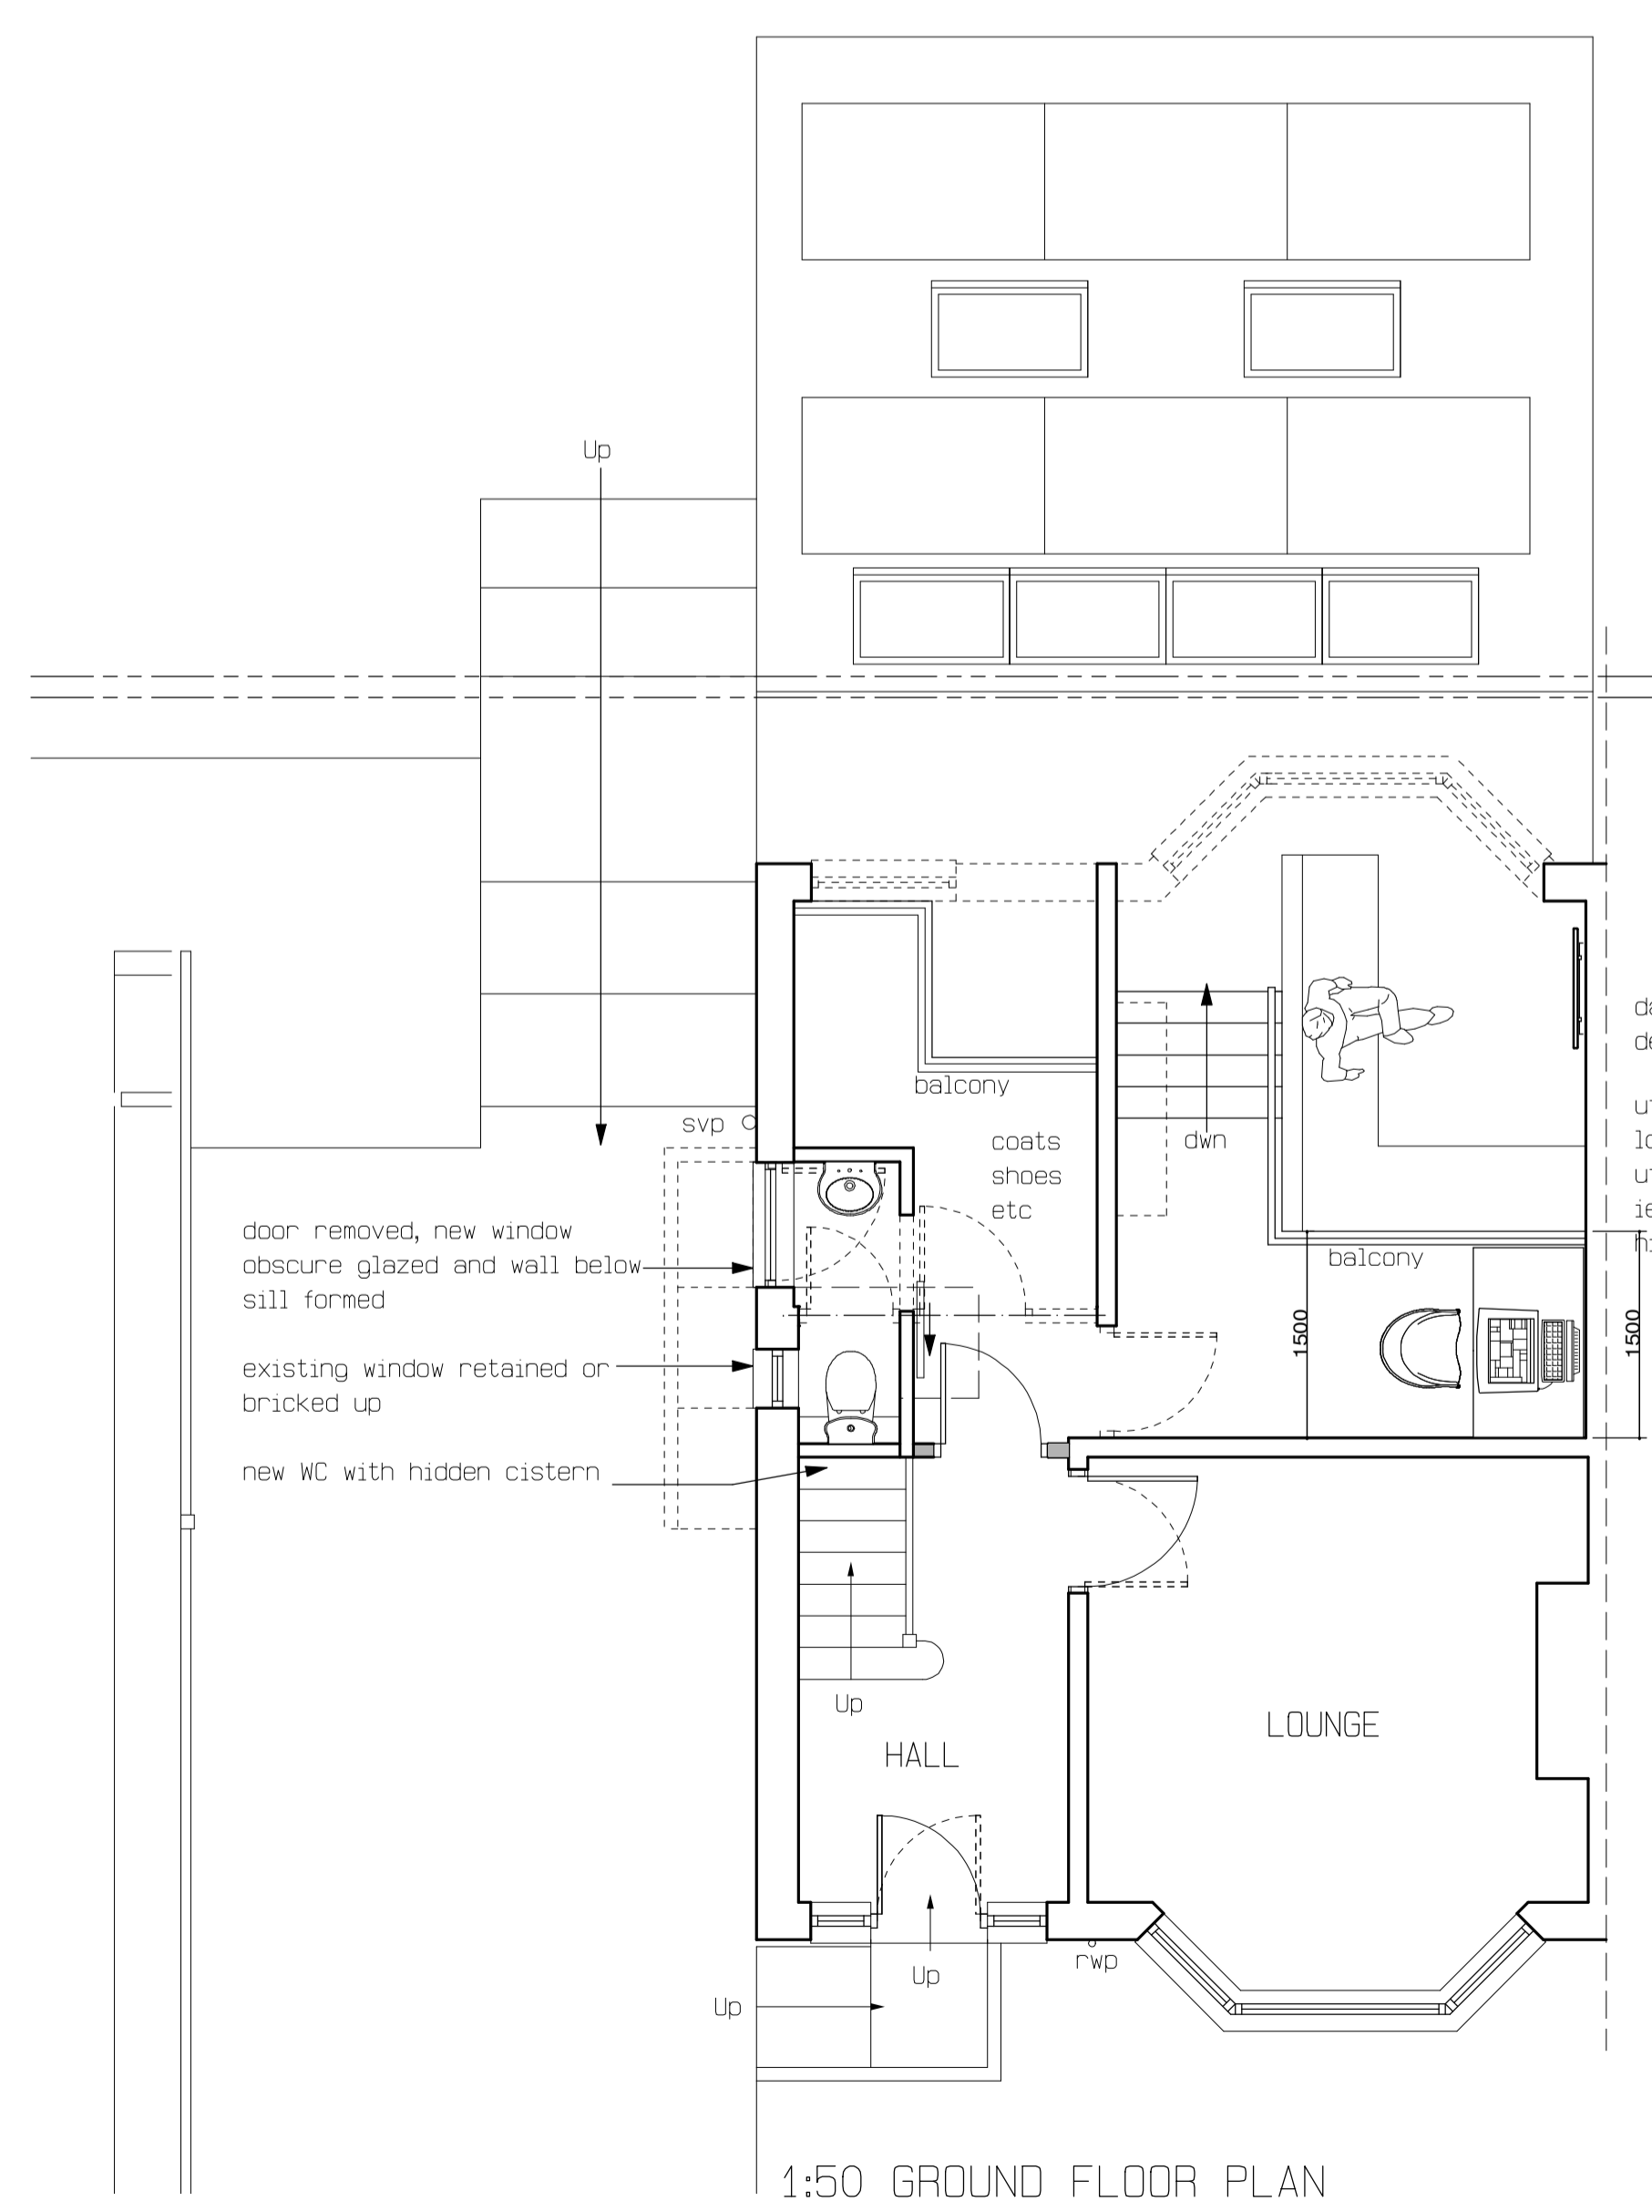 Up
svp
balcony
coats
shoes
etc
dwn
door removed, new window
obscure glazed and wall below
sill formed
existing window retained or
bricked up
new WC with hidden cistern
balcony
1500
1500
Up
HALL
LOUNGE
Up
Up
rwp
1:50 GROUND FLOOR PLAN